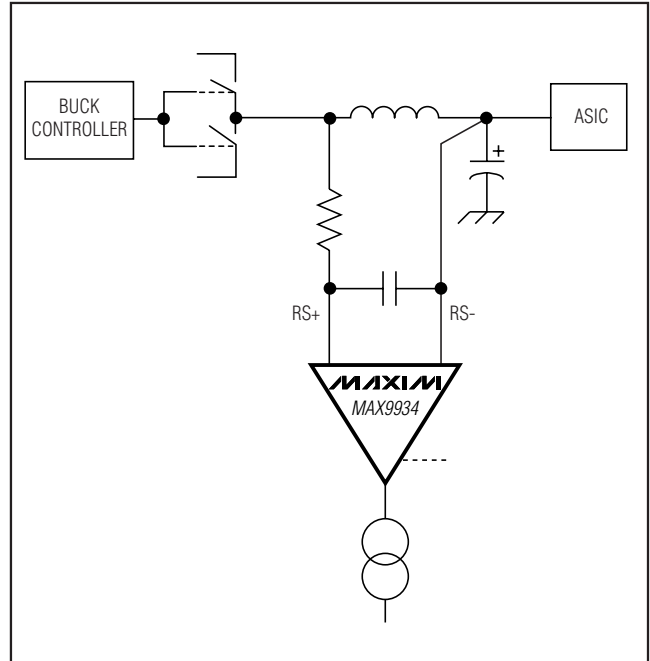 BUCK
CONTROLLER
ASIC
+
RS+
RS-
MAXIM
MAX9934